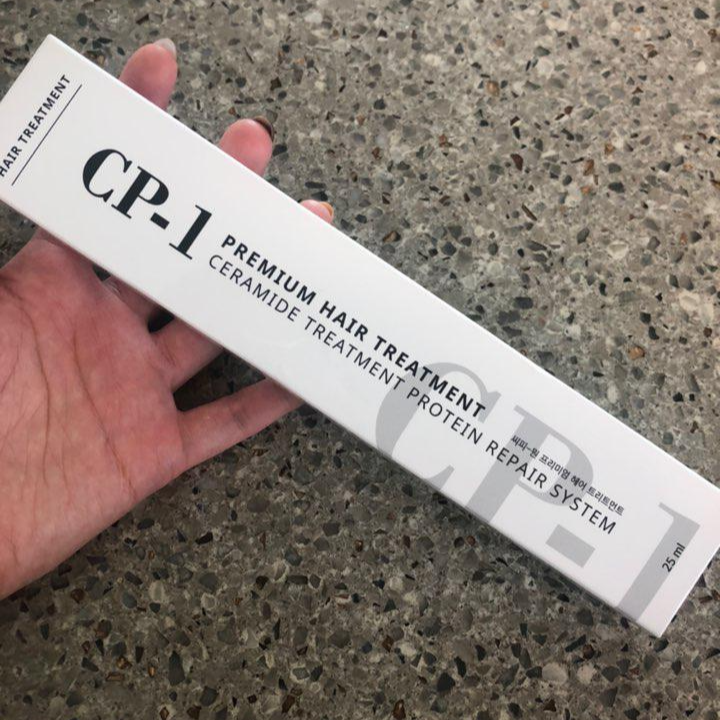 HAIR TREATMENT
CP-1
PREMIUM HAIR TREATMENT
CERAMIDE TREATMENT PROTEIN REPAIR SYSTEM
씨피-원 프리미엄 헤어 트리트먼트
CP-1
25 ml